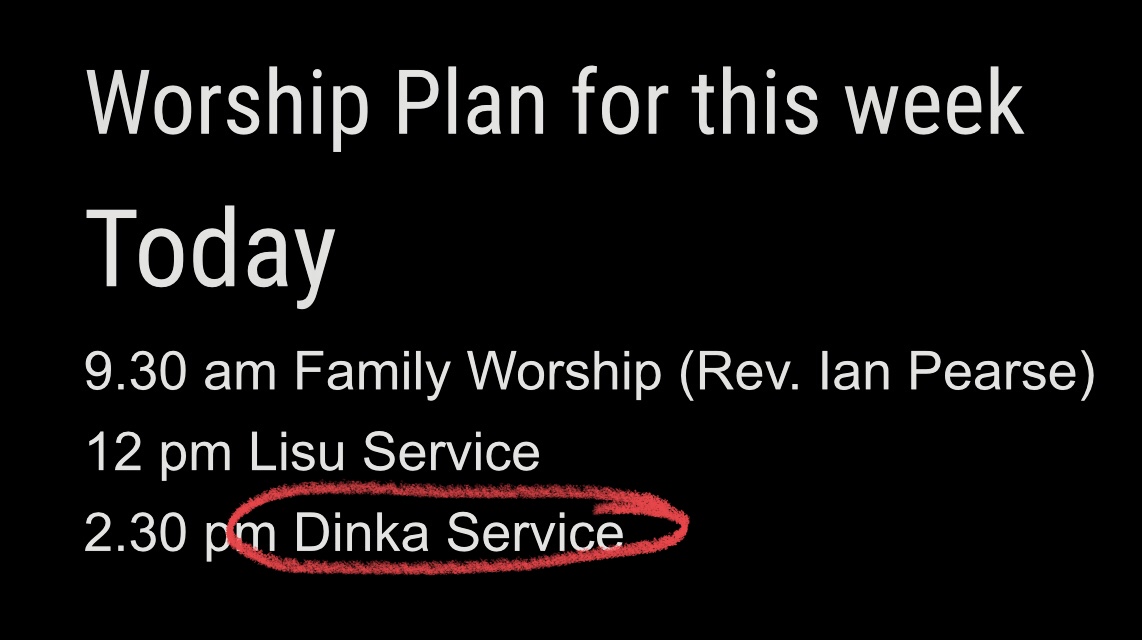 Worship Plan for this week
Today
9.30 am Family Worship (Rev. Ian Pearse)
12 pm Lisu Service
2.30 pm Dinka Service